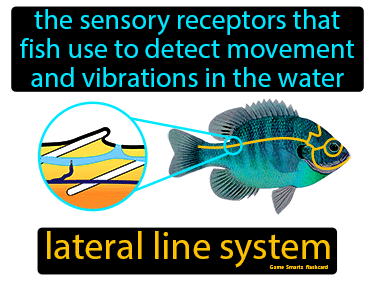 the sensory receptors that
fish use to detect movement
and vibrations in the water
lateral line system
Game Smartz flashcard